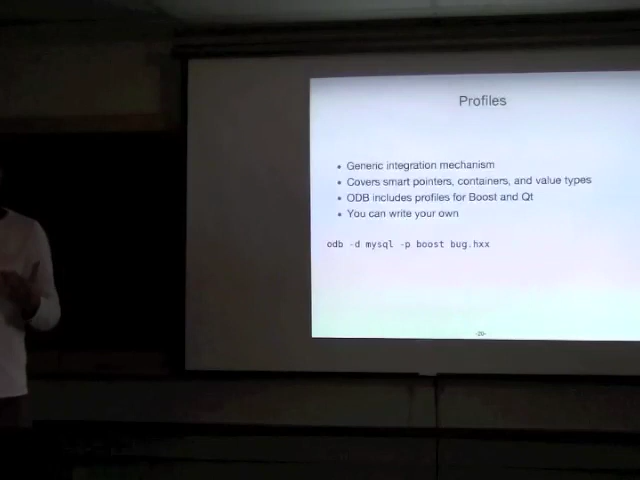 Profiles
• Generic integration mechanism
• Covers smart pointers, containers, and value types
• ODB includes profiles for Boost and Qt
• You can write your own
odb -d mysql -p boost bug.hxx
-20-